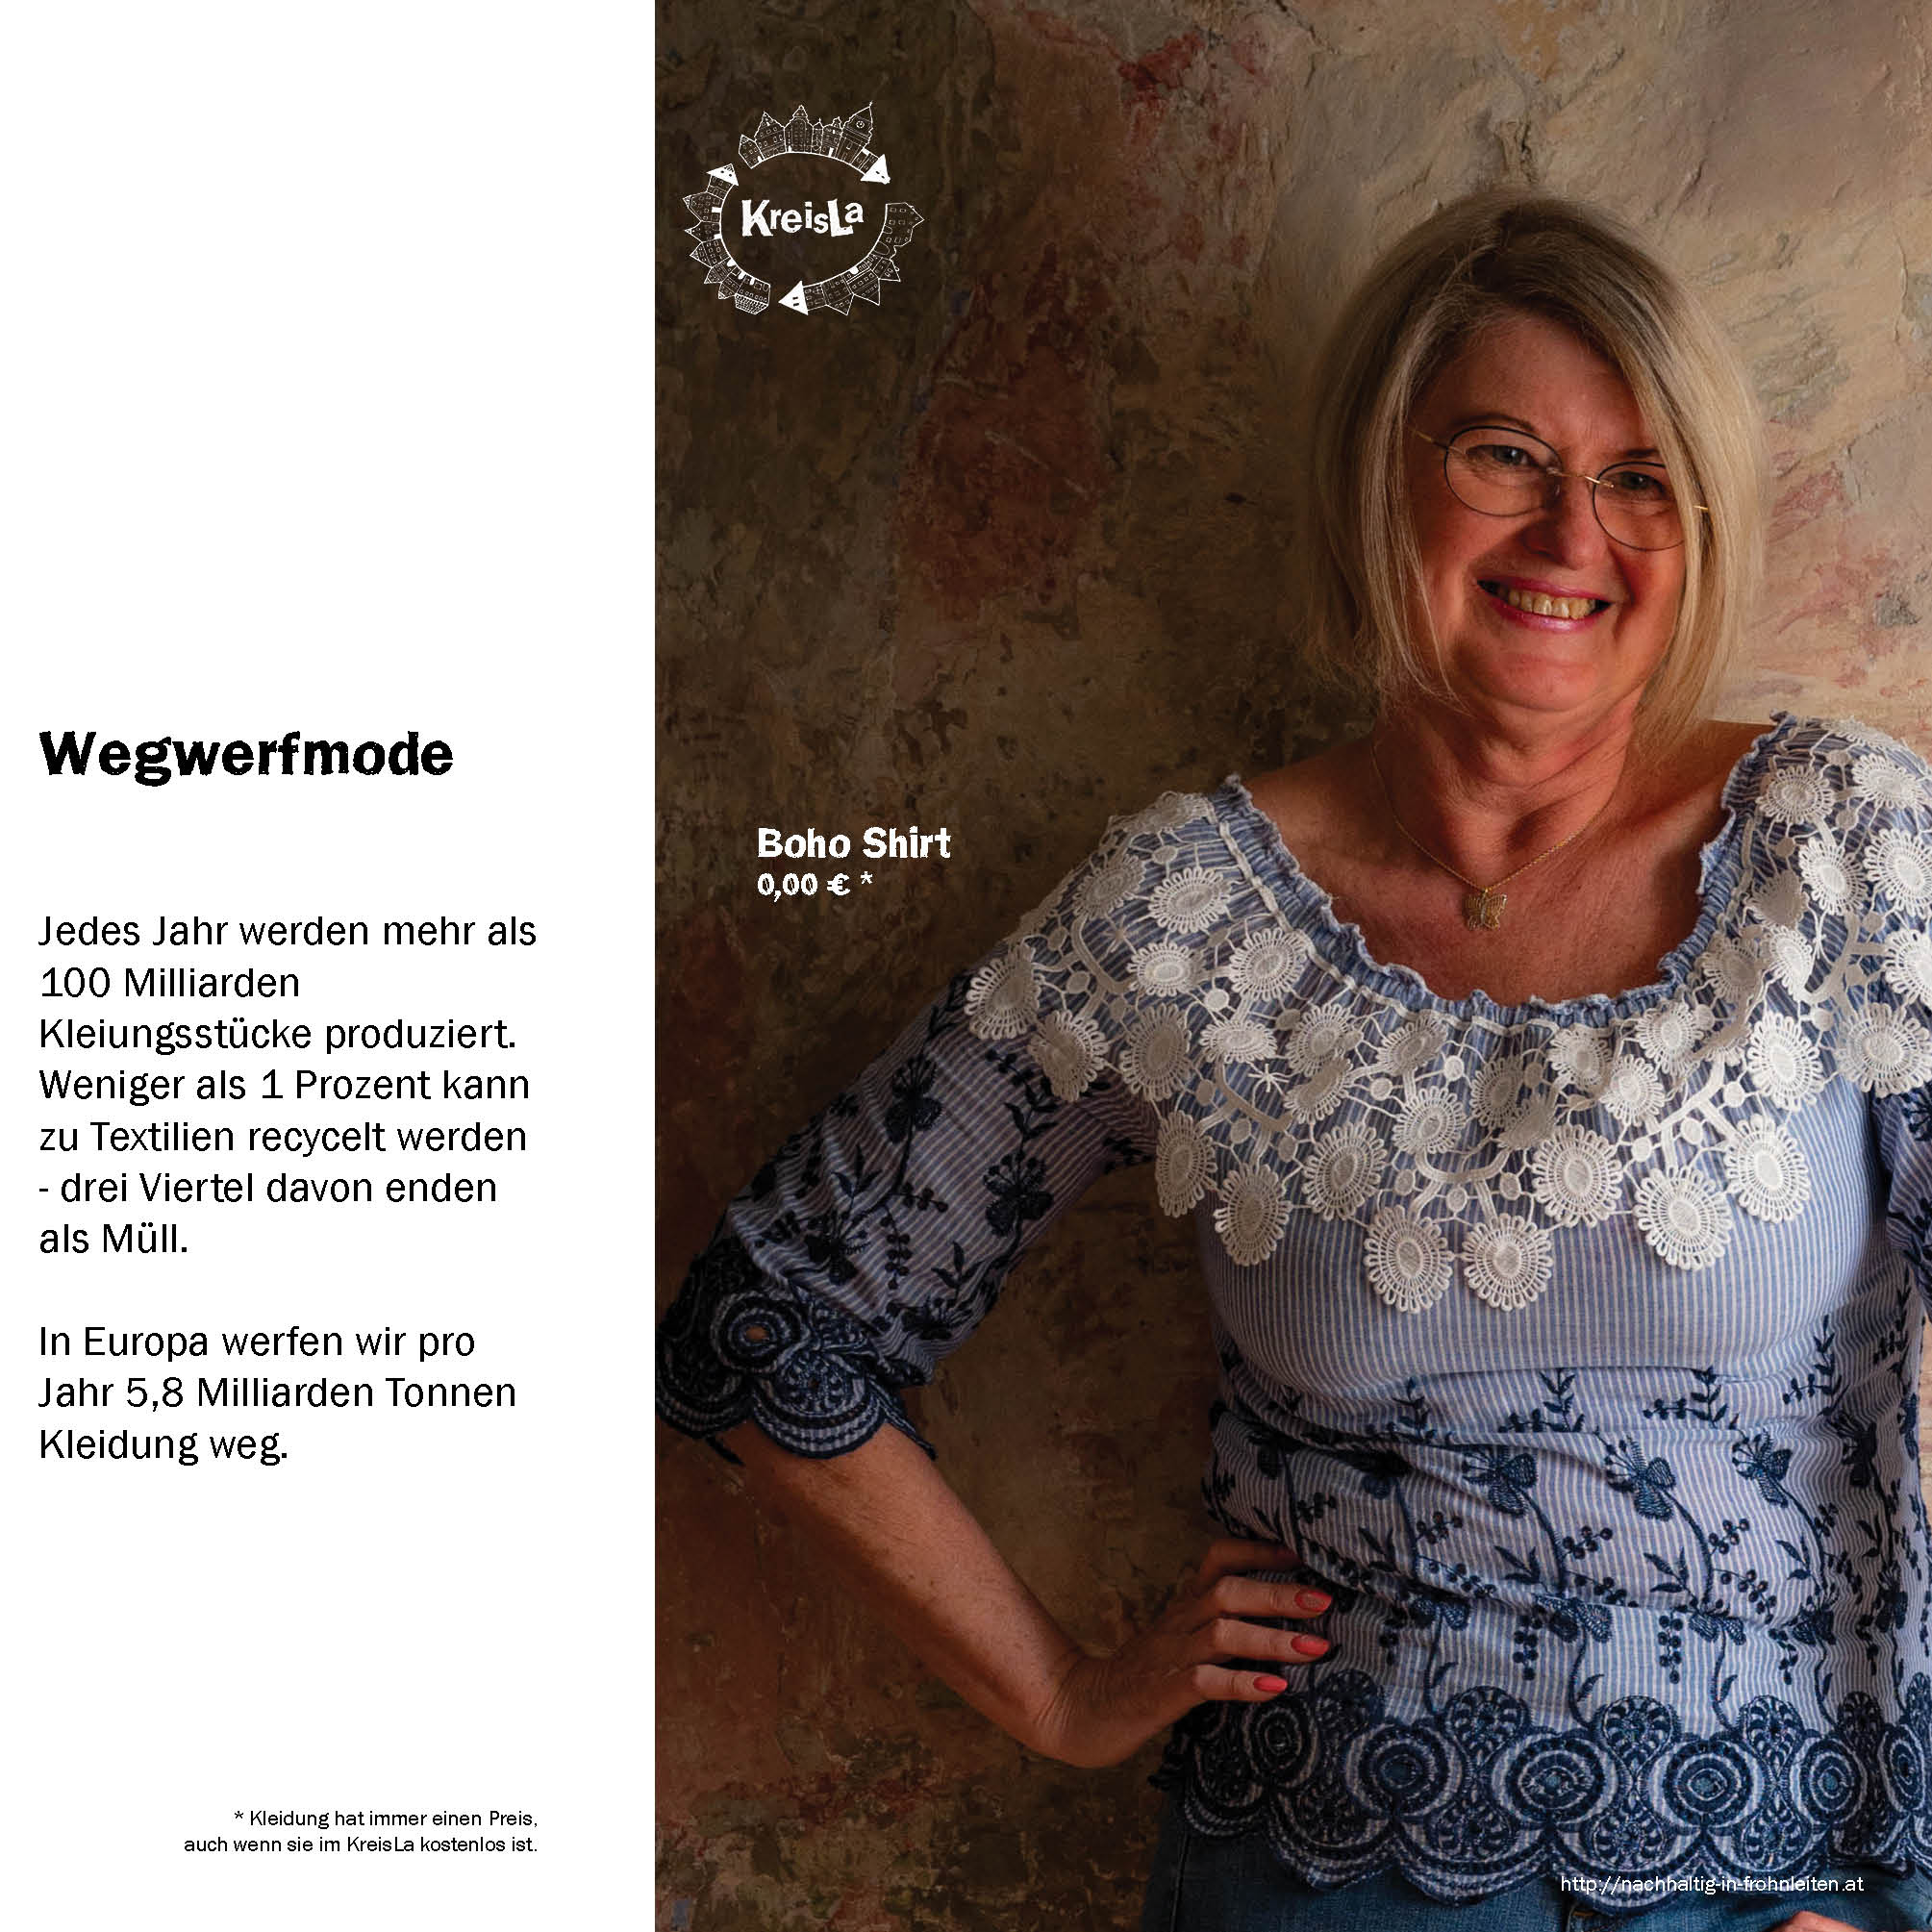 KreisLa
Wegwerfmode
Boho Shirt
0,00 € *
Jedes Jahr werden mehr als
100 Milliarden
Kleiungsstücke produziert.
Weniger als 1 Prozent kann
zu Textilien recycelt werden
- drei Viertel davon enden
als Müll.
In Europa werfen wir pro
Jahr 5,8 Milliarden Tonnen
Kleidung weg.
* Kleidung hat immer einen Preis,
auch wenn sie im KreisLa kostenlos ist.
http://nachhaltig-in-frohnleiten.at